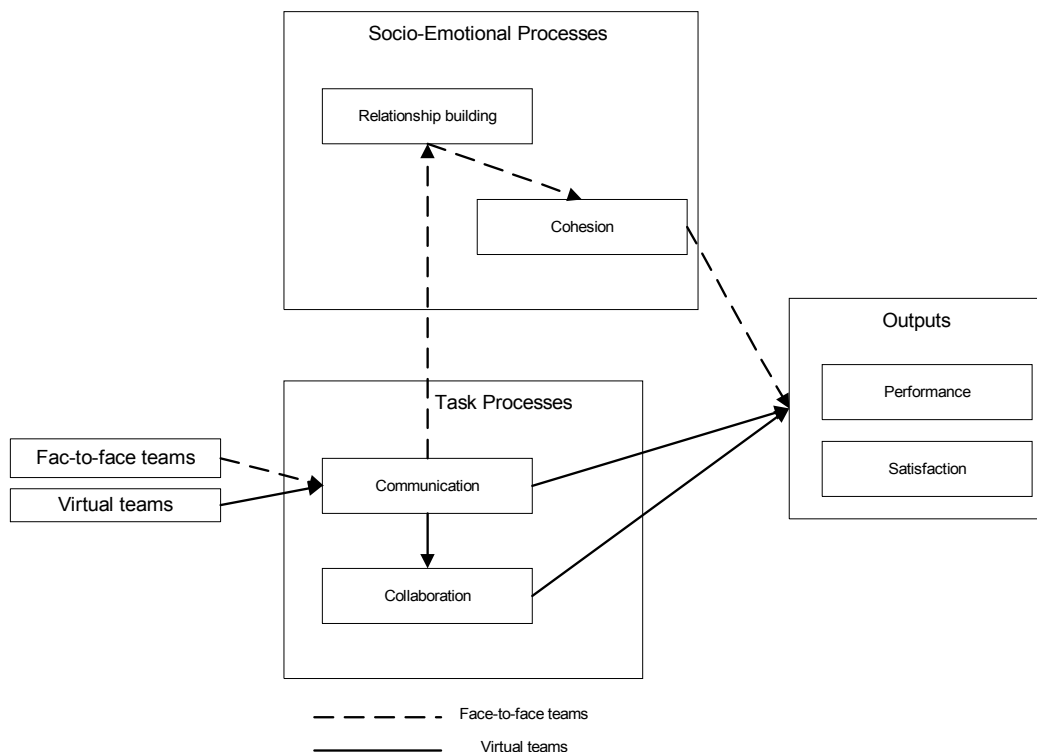 Socio-Emotional Processes
Relationship building
Cohesion
Outputs
Performance
Satisfaction
Task Processes
Fac-to-face teams
Virtual teams
Communication
Collaboration
Face-to-face teams
Virtual teams